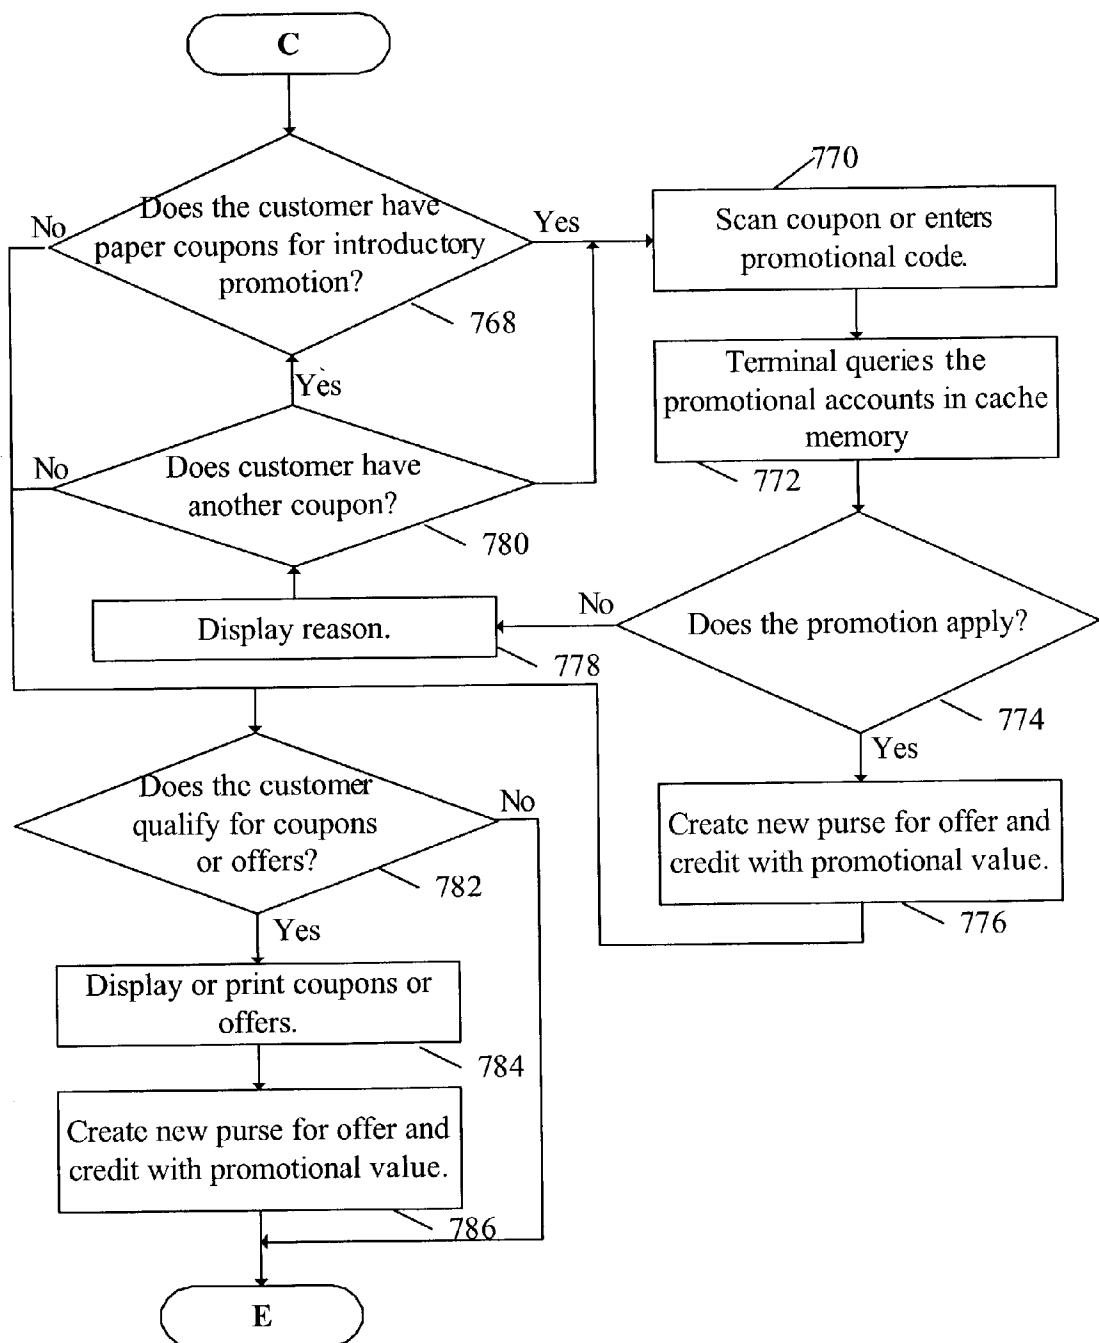 C
770
No
Does the customer have
paper coupons for introductory
promotion?
Yes
Scan coupon or enters
promotional code.
768
Yes
Terminal queries the
promotional accounts in cache
memory
No
Does customer have
another coupon?
772
780
No
Display reason.
Does the promotion apply?
778
774
Yes
Does the customer
qualify for coupons
or offers?
No
Create new purse for offer and
credit with promotional value.
782
776
Yes
Display or print coupons or
offers.
784
Create new purse for offer and
credit with promotional value.
786
E